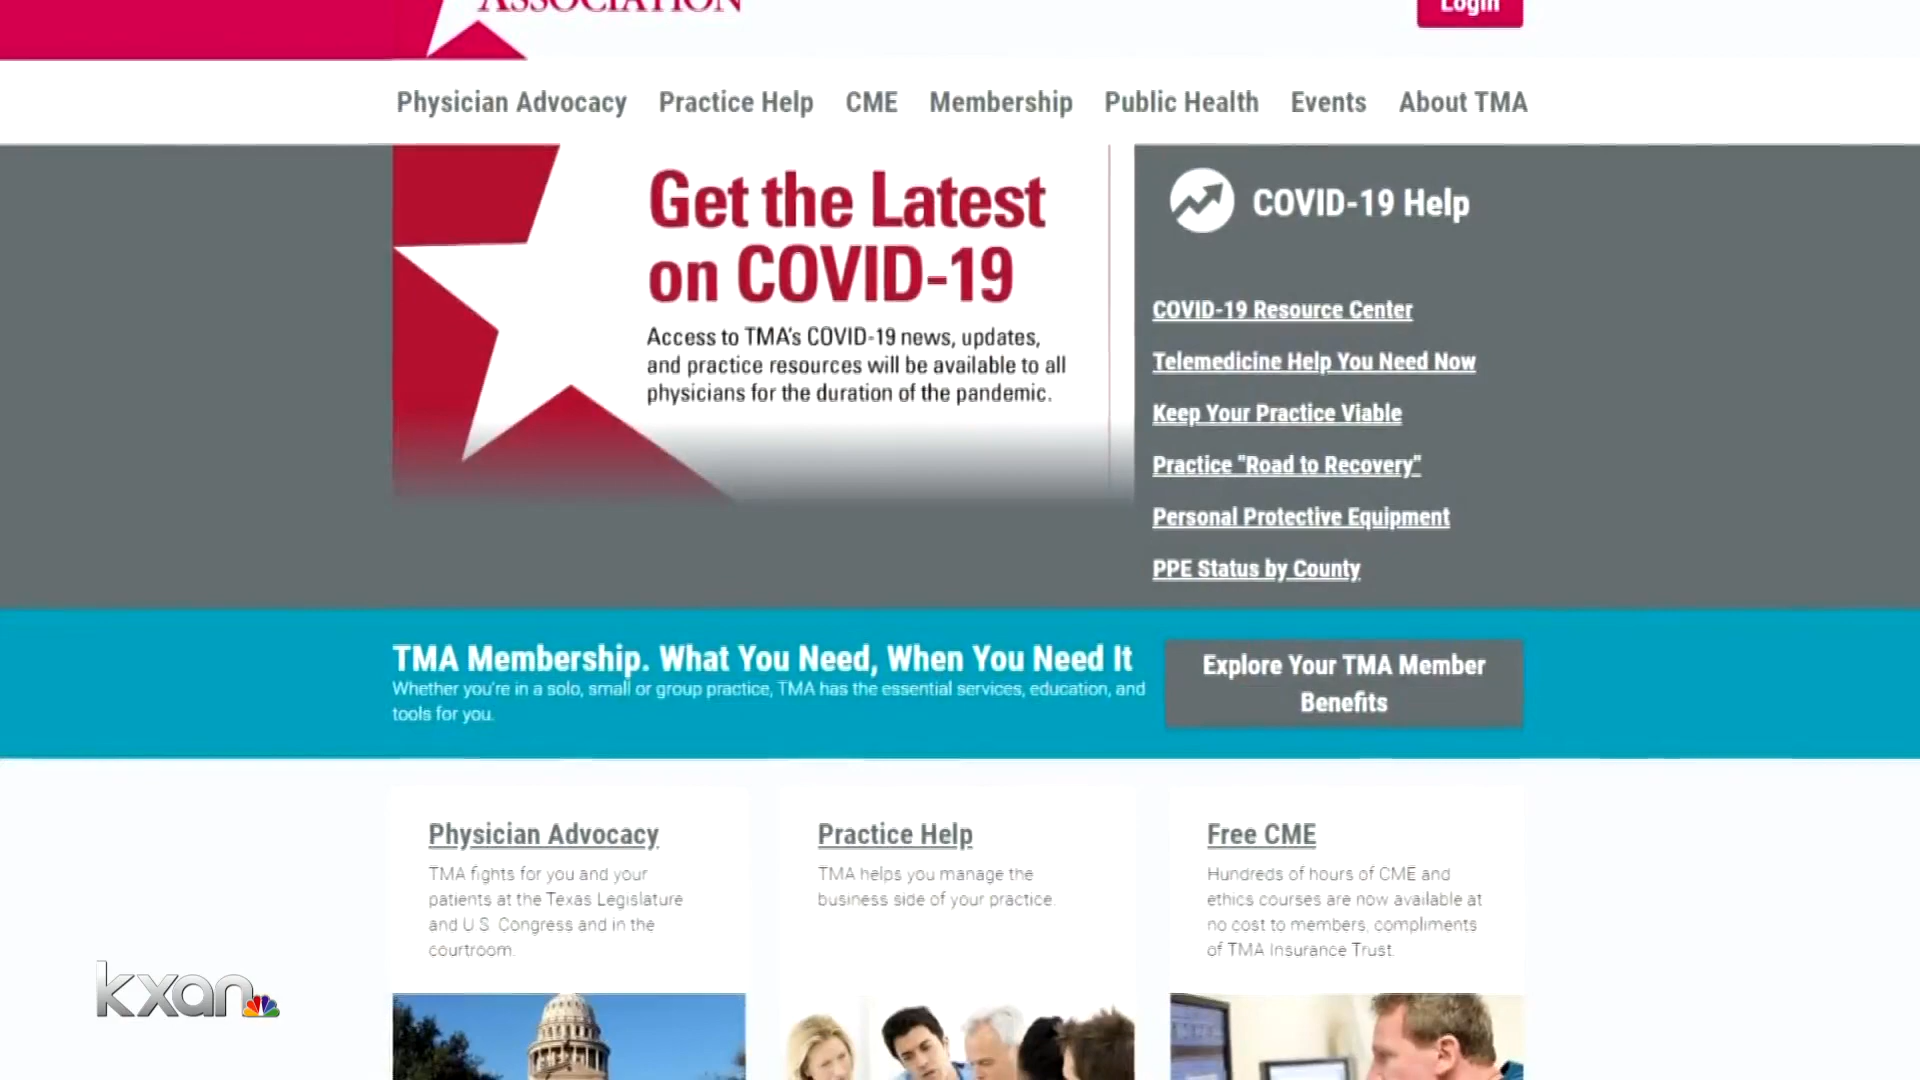 ASSOCIATION
Login
Physician Advocacy Practice Help CME Membership Public Health Events About TMA
Get the Latest
on COVID-19
Access to TMA's COVID-19 news, updates,
and practice resources will be available to all
physicians for the duration of the pandemic.
COVID-19 Help
COVID-19 Resource Center
Telemedicine Help You Need Now
Keep Your Practice Viable
Practice "Road to Recovery"
Personal Protective Equipment
PPE Status by County
TMA Membership. What You Need, When You Need It
Whether you're in a solo, small or group practice, TMA has the essential services, education, and
tools for you.
Explore Your TMA Member
Benefits
Physician Advocacy
TMA fights for you and your
patients at the Texas Legislature
and U.S. Congress and in the
courtroom.
Practice Help
TMA helps you manage the
business side of your practice.
Free CME
Hundreds of hours of CME and
ethics courses are now available at
no cost to members, compliments
of TMA Insurance Trust.
kxan